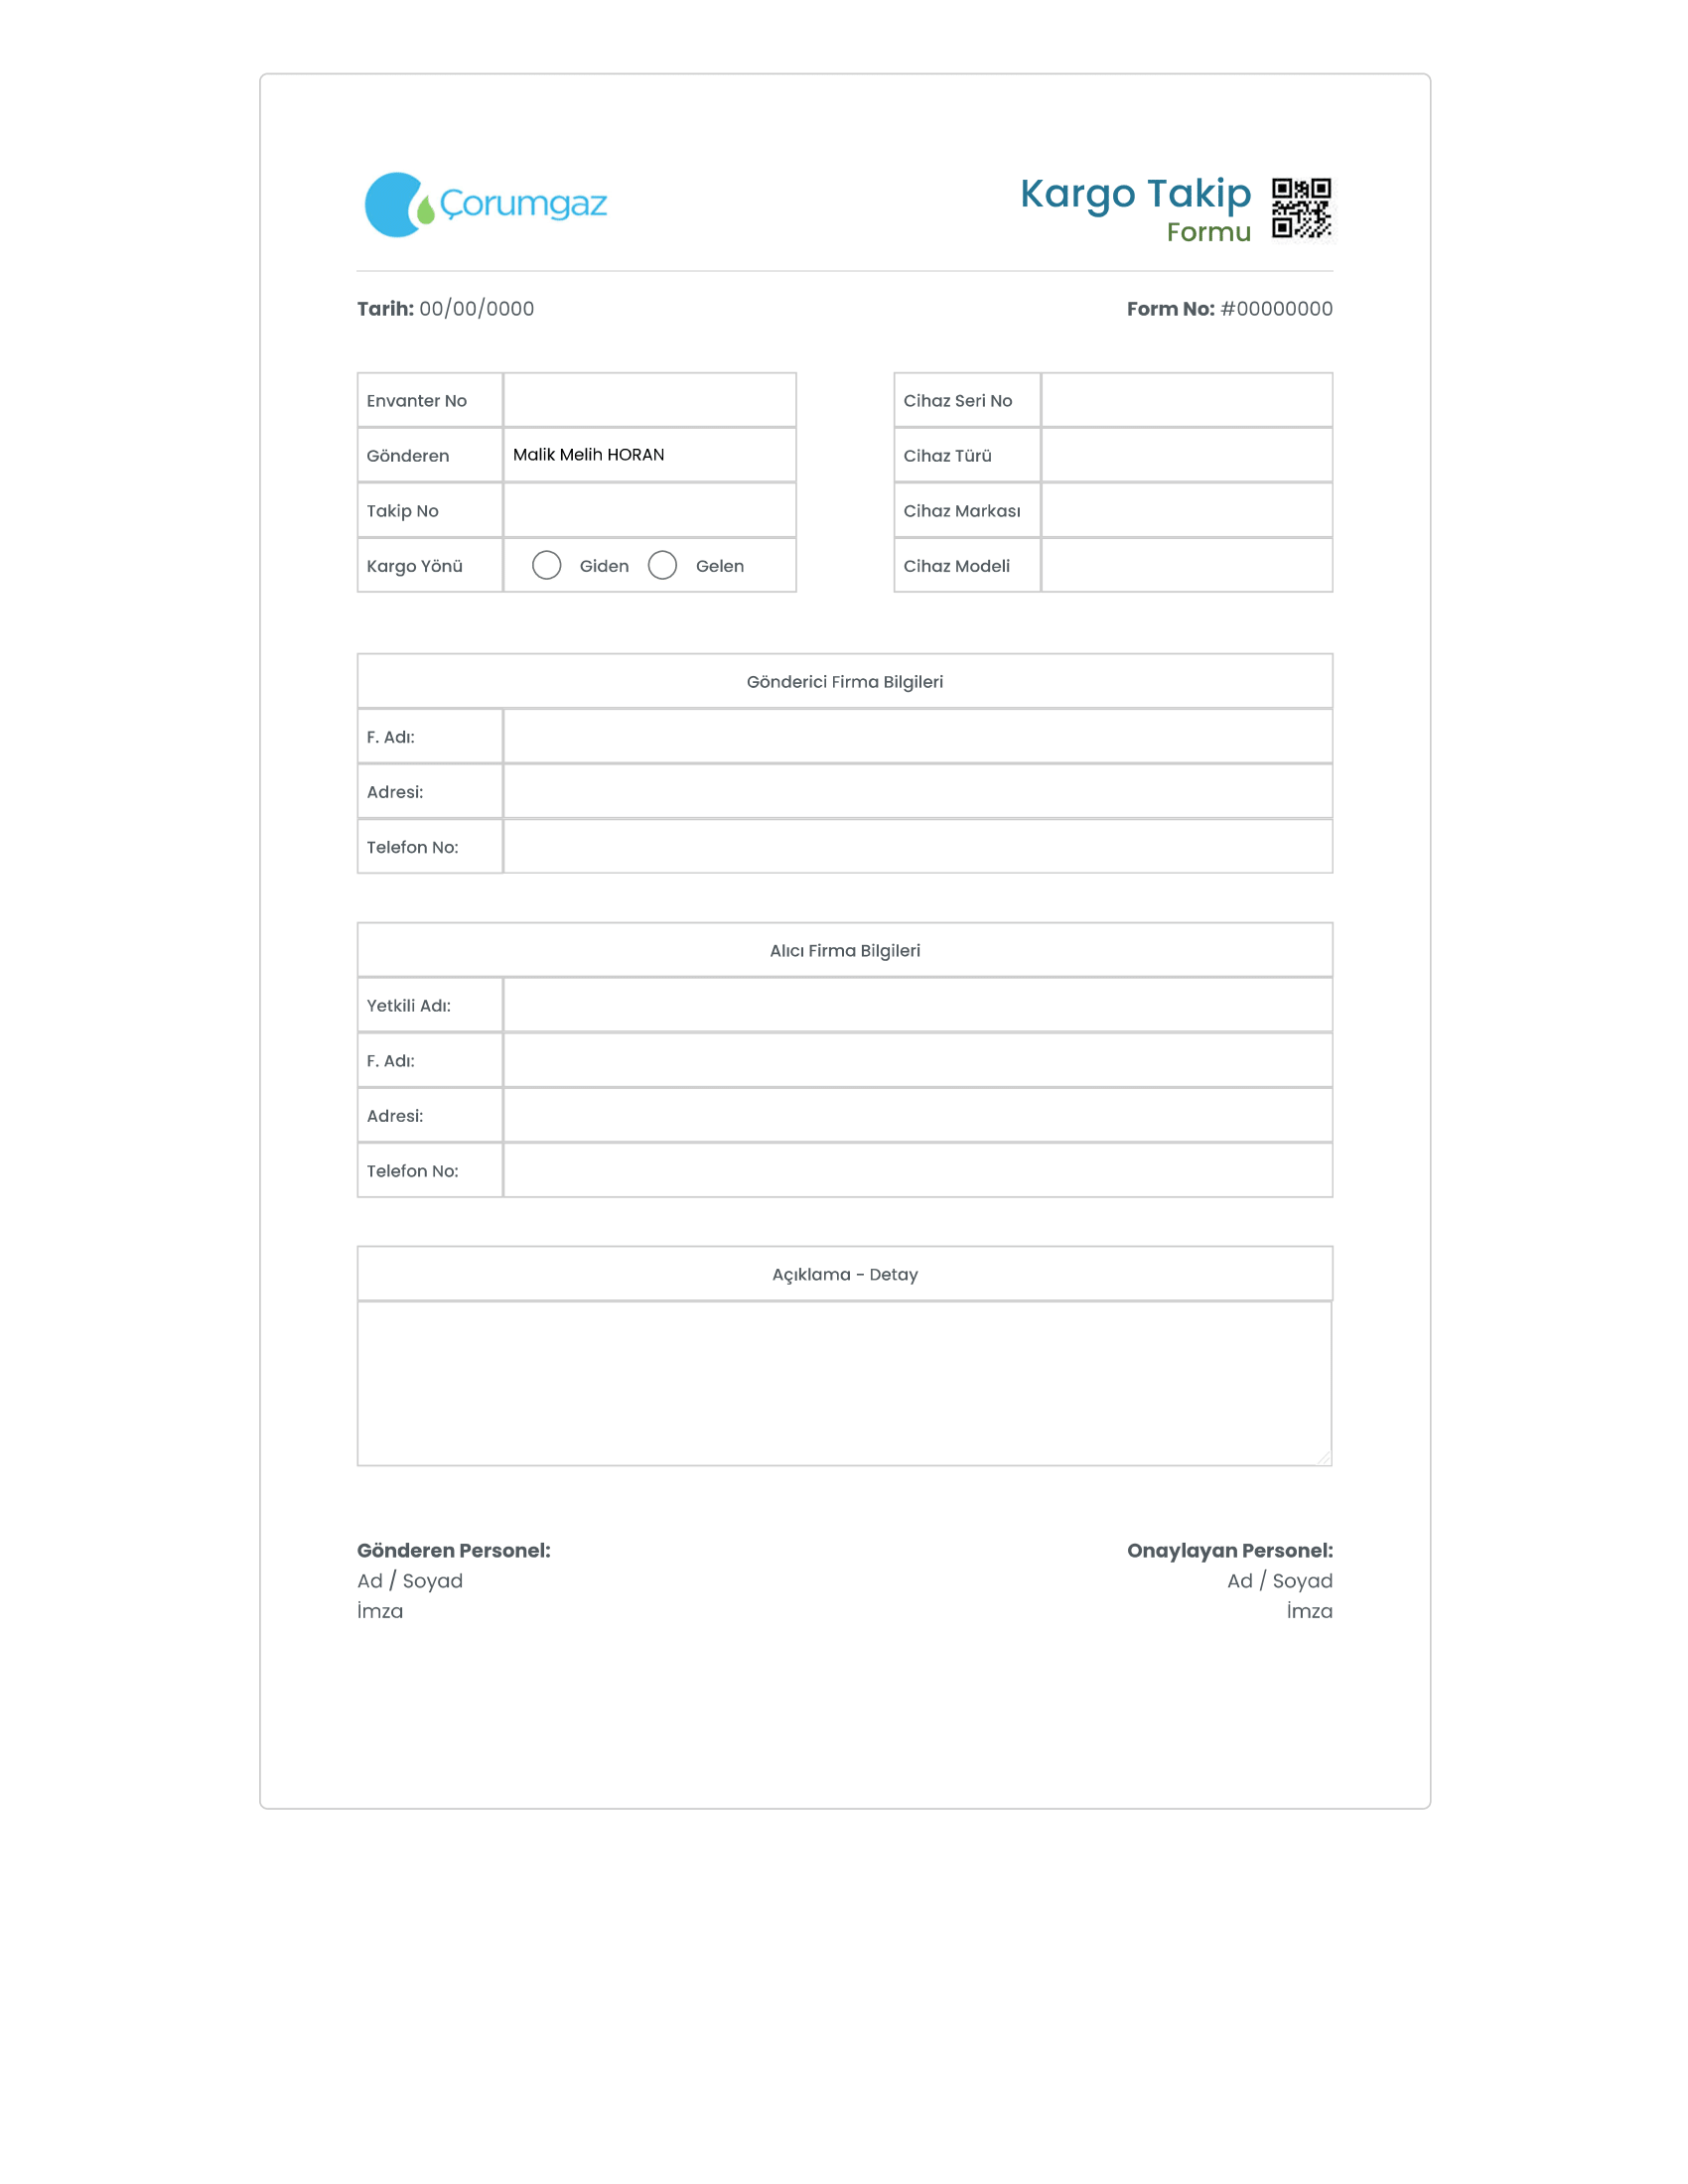 Çorumgaz
Kargo Takip
Formu
Tarih: 00/00/0000
Form No: #00000000
Envanter No
Gönderen Malik Melih HORAN
Takip No
Kargo Yönü Giden Gelen
Cihaz Seri No
Cihaz Türü
Cihaz Markası
Cihaz Modeli
Gönderici Firma Bilgileri
F. Adı:
Adresi:
Telefon No:
Alıcı Firma Bilgileri
Yetkili Adı:
F. Adı:
Adresi:
Telefon No:
Açıklama - Detay
Gönderen Personel:
Ad / Soyad
İmza
Onaylayan Personel:
Ad / Soyad
İmza